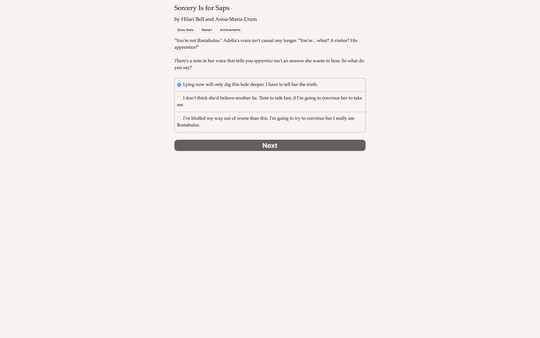 Sorcery Is for Saps
by Hilari Bell and Anna-Maria Crum
Show Stats Restart Achievements
"You're not Rostabulos." Adelia's voice isn't casual any longer. "You're…what? A visitor? His
apprentice?"
There's a note in her voice that tells you apprentice isn't an answer she wants to hear. So what do
you say?
Lying now will only dig this hole deeper. I have to tell her the truth.
I don't think she'd believe another lie. Time to talk fast, if I'm going to convince her to take
me.
I've bluffed my way out of worse than this. I'm going to try to convince her I really am
Rostabulos.
Next